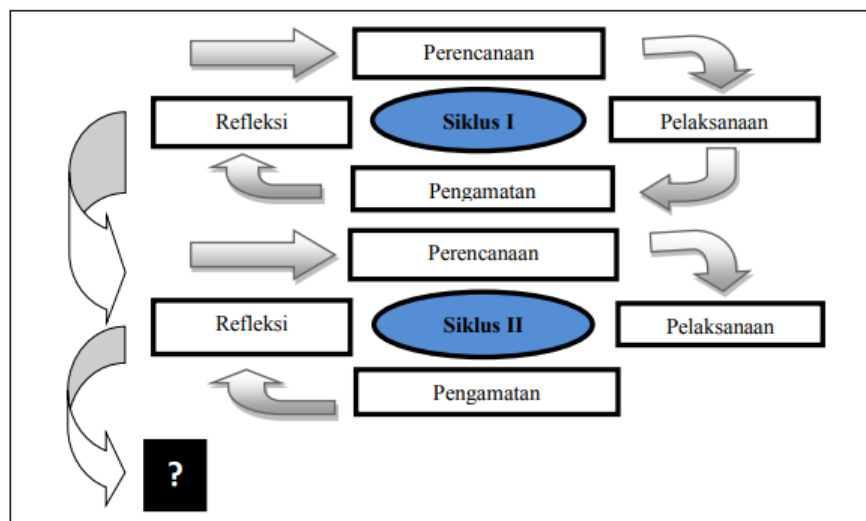 Perencanaan
Refleksi
Siklus I
Pelaksanaan
Pengamatan
Perencanaan
Refleksi
Siklus II
Pelaksanaan
Pengamatan
?